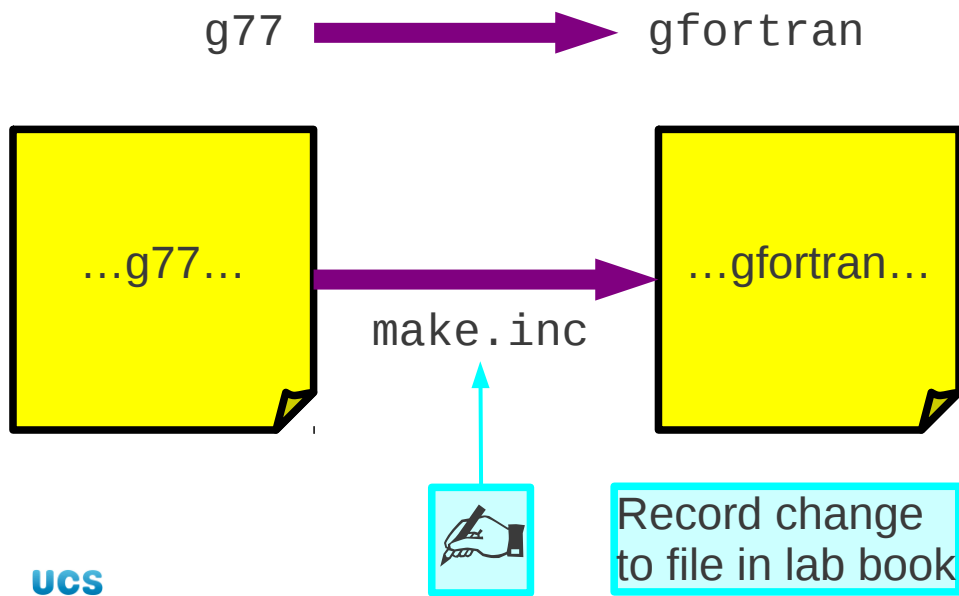 g77 gfortran
…g77… …gfortran…
make.inc
Record change
to file in lab book
UCS